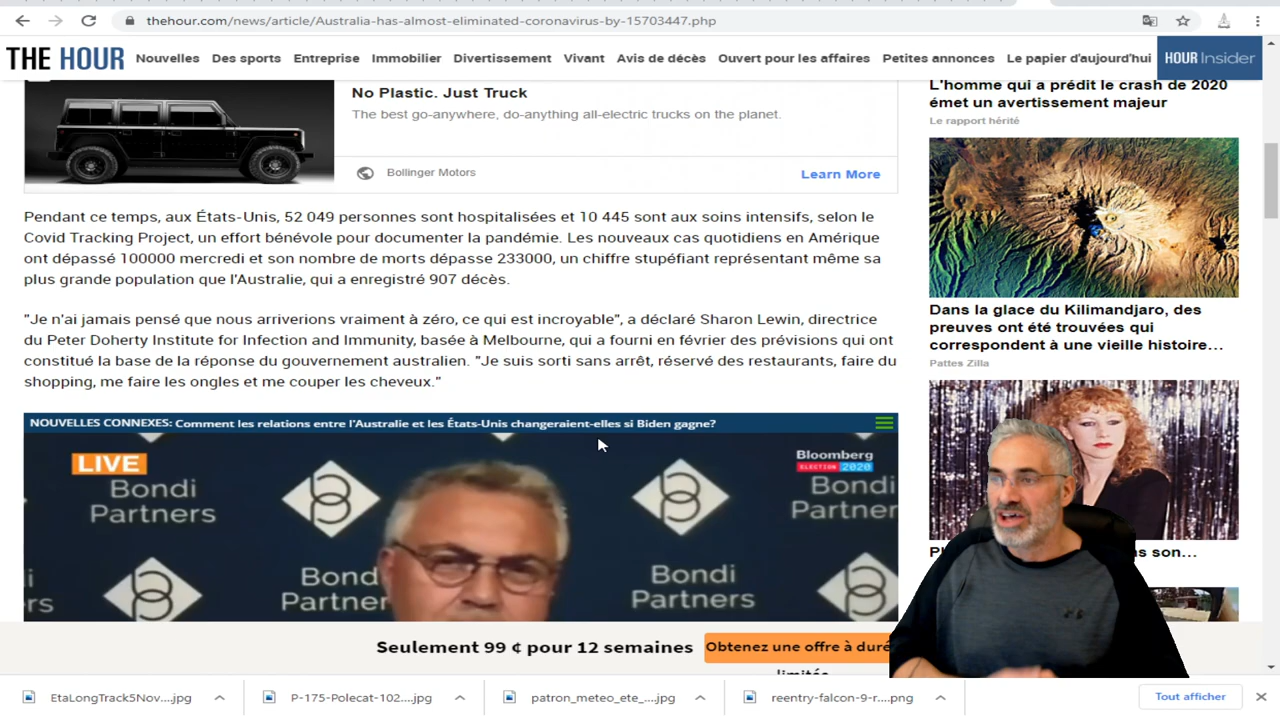 thehour.com/news/article/Australia-has-almost-eliminated-coronavirus-by-15703447.php
THE HOUR
Nouvelles
Des sports
Entreprise
Immobilier
Divertissement
Vivant
Avis de décès
Ouvert pour les affaires
Petites annonces
Le papier d'aujourd'hui
HOUR Insider
No Plastic. Just Truck
The best go-anywhere, do-anything all-electric trucks on the planet.
Bollinger Motors
Learn More
Pendant ce temps, aux États-Unis, 52 049 personnes sont hospitalisées et 10 445 sont aux soins intensifs, selon le
Covid Tracking Project, un effort bénévole pour documenter la pandémie. Les nouveaux cas quotidiens en Amérique
ont dépassé 100000 mercredi et son nombre de morts dépasse 233000, un chiffre stupéfiant représentant même sa
plus grande population que l'Australie, qui a enregistré 907 décès.
"Je n'ai jamais pensé que nous arriverions vraiment à zéro, ce qui est incroyable", a déclaré Sharon Lewin, directrice
du Peter Doherty Institute for Infection and Immunity, basée à Melbourne, qui a fourni en février des prévisions qui ont
constitué la base de la réponse du gouvernement australien. "Je suis sorti sans arrêt, réservé des restaurants, faire du
shopping, me faire les ongles et me couper les cheveux."
NOUVELLES CONNEXES: Comment les relations entre l'Australie et les États-Unis changeraient-elles si Biden gagne?
LIVE
Bloomberg
ELECTION 2020
Bondi
Partners
Bondi
Partner
Bondi
Partners
Bondi
Partner
rs
L'homme qui a prédit le crash de 2020
émet un avertissement majeur
Le rapport hérité
Dans la glace du Kilimandjaro, des
preuves ont été trouvées qui
correspondent à une vieille histoire…
Pattes Zilla
Pl
ns son…
Seulement 99 ¢ pour 12 semaines
Obtenez une offre à duré
limitée
EtaLongTrack5Nov....jpg
P-175-Polecat-102....jpg
patron_meteo_ete_....jpg
reentry-falcon-9-r....png
Tout afficher